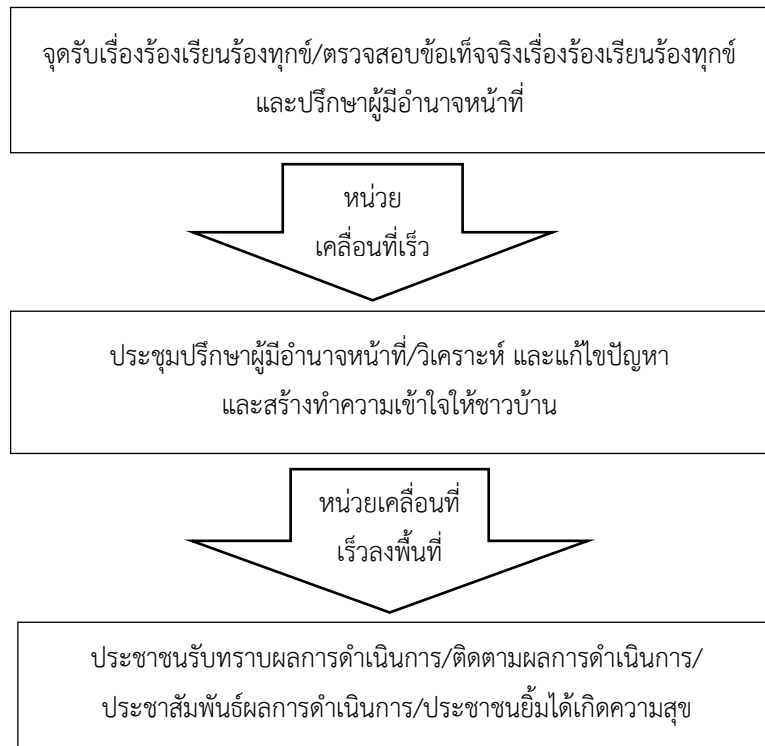 จุดรับเรื่องร้องเรียนร้องทุกข์/ตรวจสอบข้อเท็จจริงเรื่องร้องเรียนร้องทุกข์
และปรึกษาผู้มีอำนาจหน้าที่
หน่วย
เคลื่อนที่เร็ว
ประชุมปรึกษาผู้มีอำนาจหน้าที่/วิเคราะห์ และแก้ไขปัญหา
และสร้างทำความเข้าใจให้ชาวบ้าน
หน่วยเคลื่อนที่
เร็วลงพื้นที่
ประชาชนรับทราบผลการดำเนินการ/ติดตามผลการดำเนินการ/
ประชาสัมพันธ์ผลการดำเนินการ/ประชาชนยิ้มได้เกิดความสุข